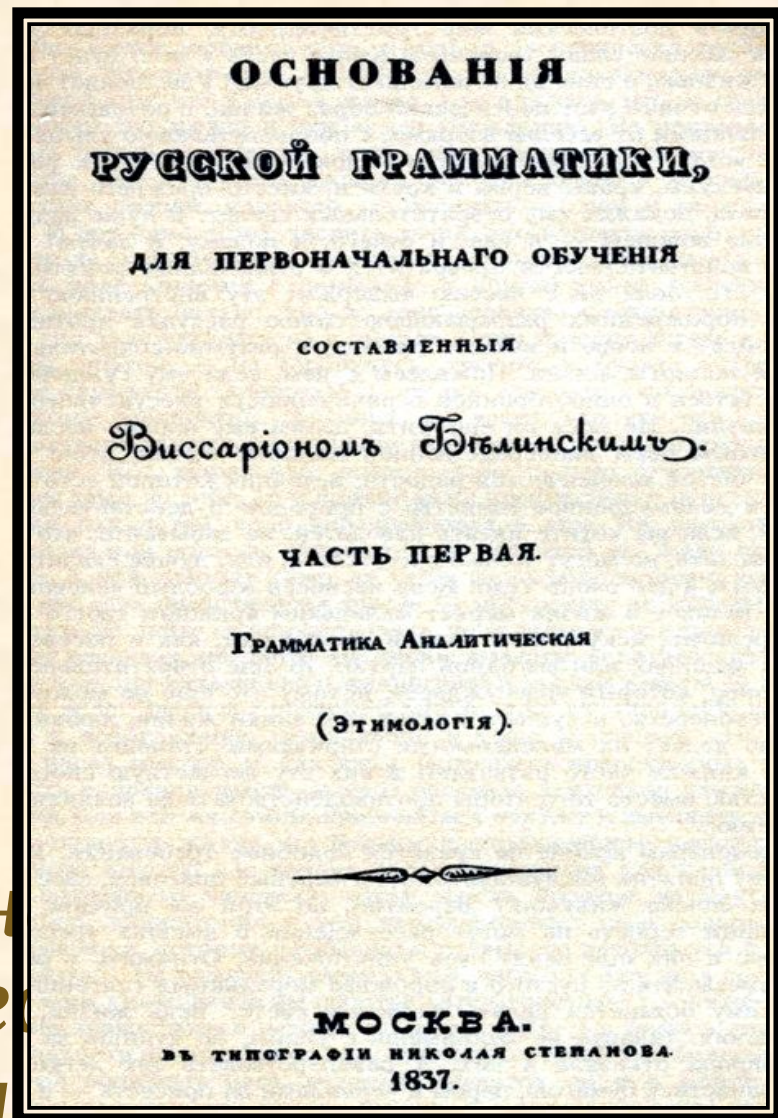 ОСНОВАНІЯ
РУССКОЙ ГРАММАТИКИ,
ДЛЯ ПЕРВОНАЧАЛЬНАГО ОБУЧЕНІЯ
СОСТАВЛЕННЫЯ
Виссаріономъ Бѣлинскимъ.
ЧАСТЬ ПЕРВАЯ.
ГРАММАТИКА АНАЛИТИЧЕСКАЯ
(ЭТИМОЛОГІЯ).
МОСКВА.
ВЪ ТИПОГРАФІИ НИКОЛАЯ СТЕПАНОВА.
1837.